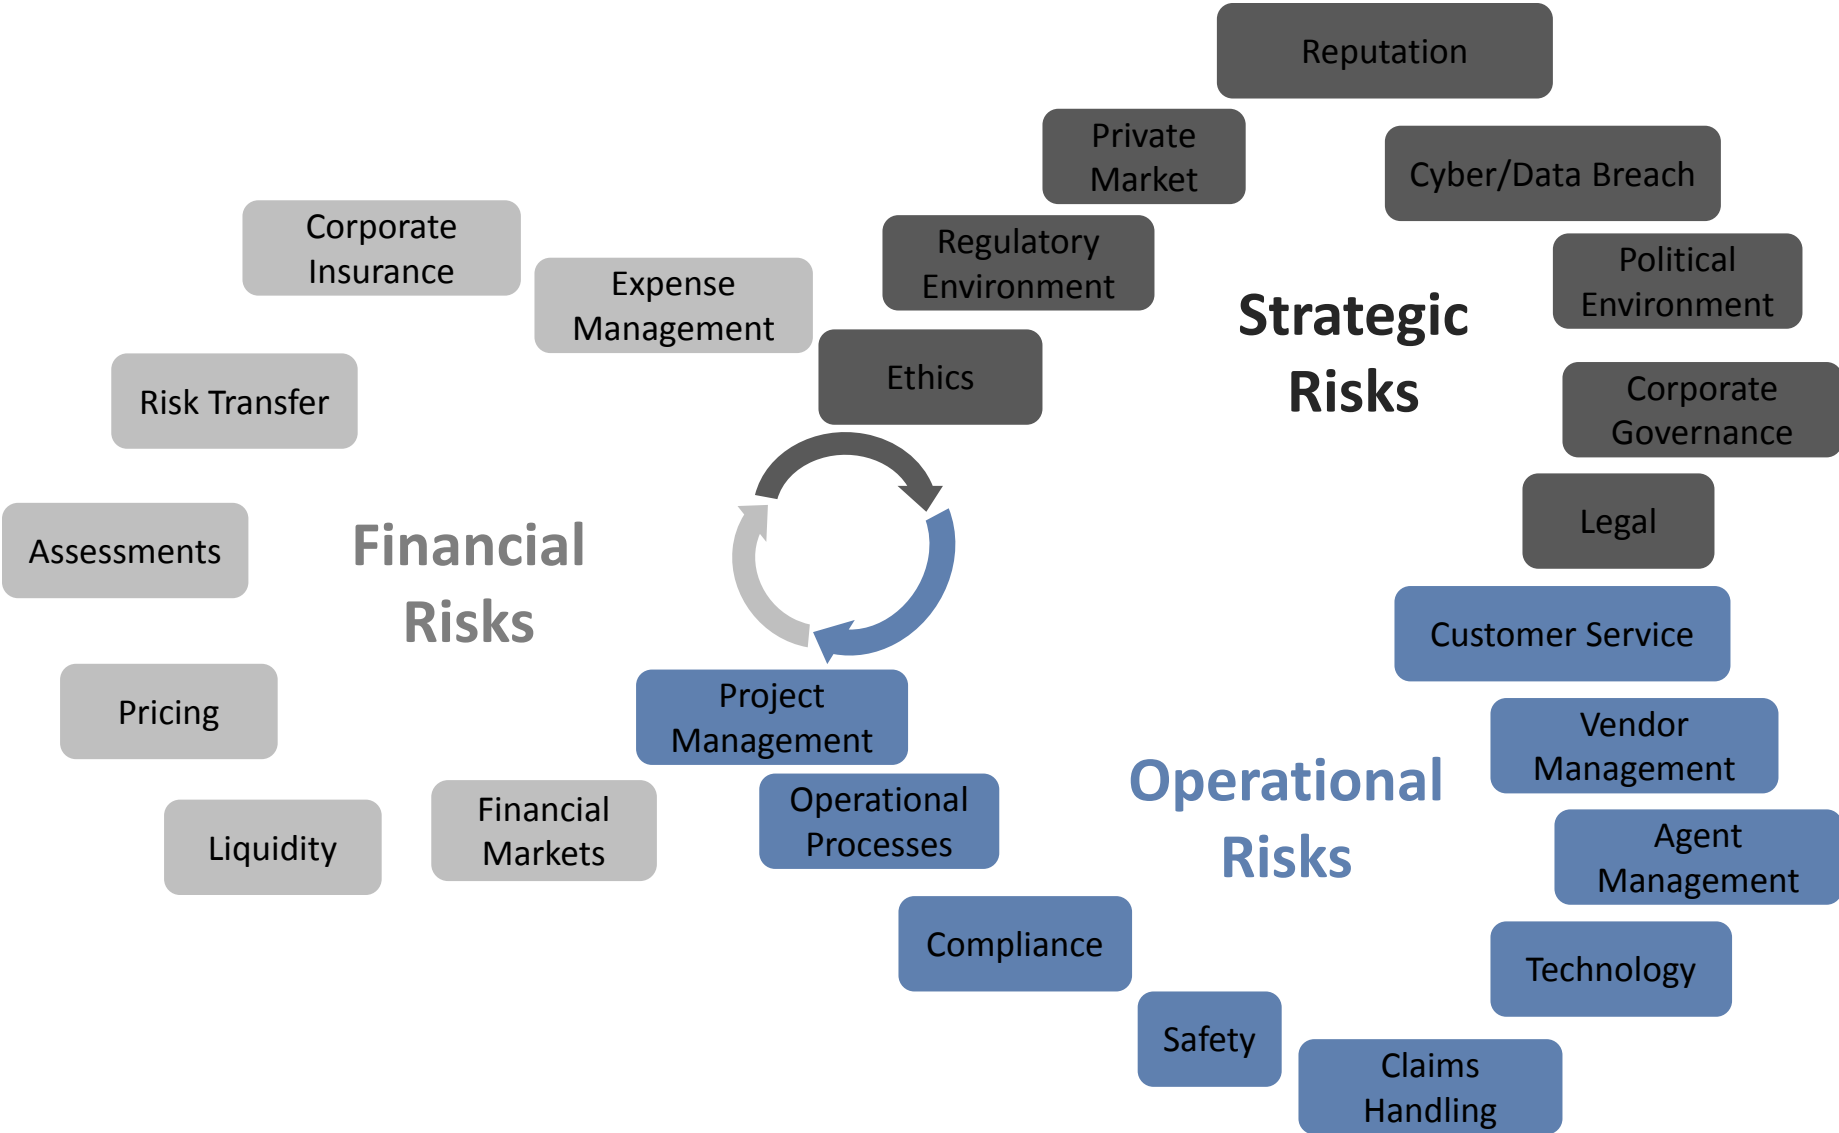 Reputation
Private
Market
Cyber/Data Breach
Corporate
Insurance
Regulatory
Environment
Political
Environment
Expense
Management
Strategic
Risks
Risk Transfer
Ethics
Corporate
Governance
Assessments
Financial
Risks
Legal
Customer Service
Pricing
Project
Management
Vendor
Management
Operational
Risks
Liquidity
Financial
Markets
Operational
Processes
Agent
Management
Compliance
Technology
Safety
Claims
Handling